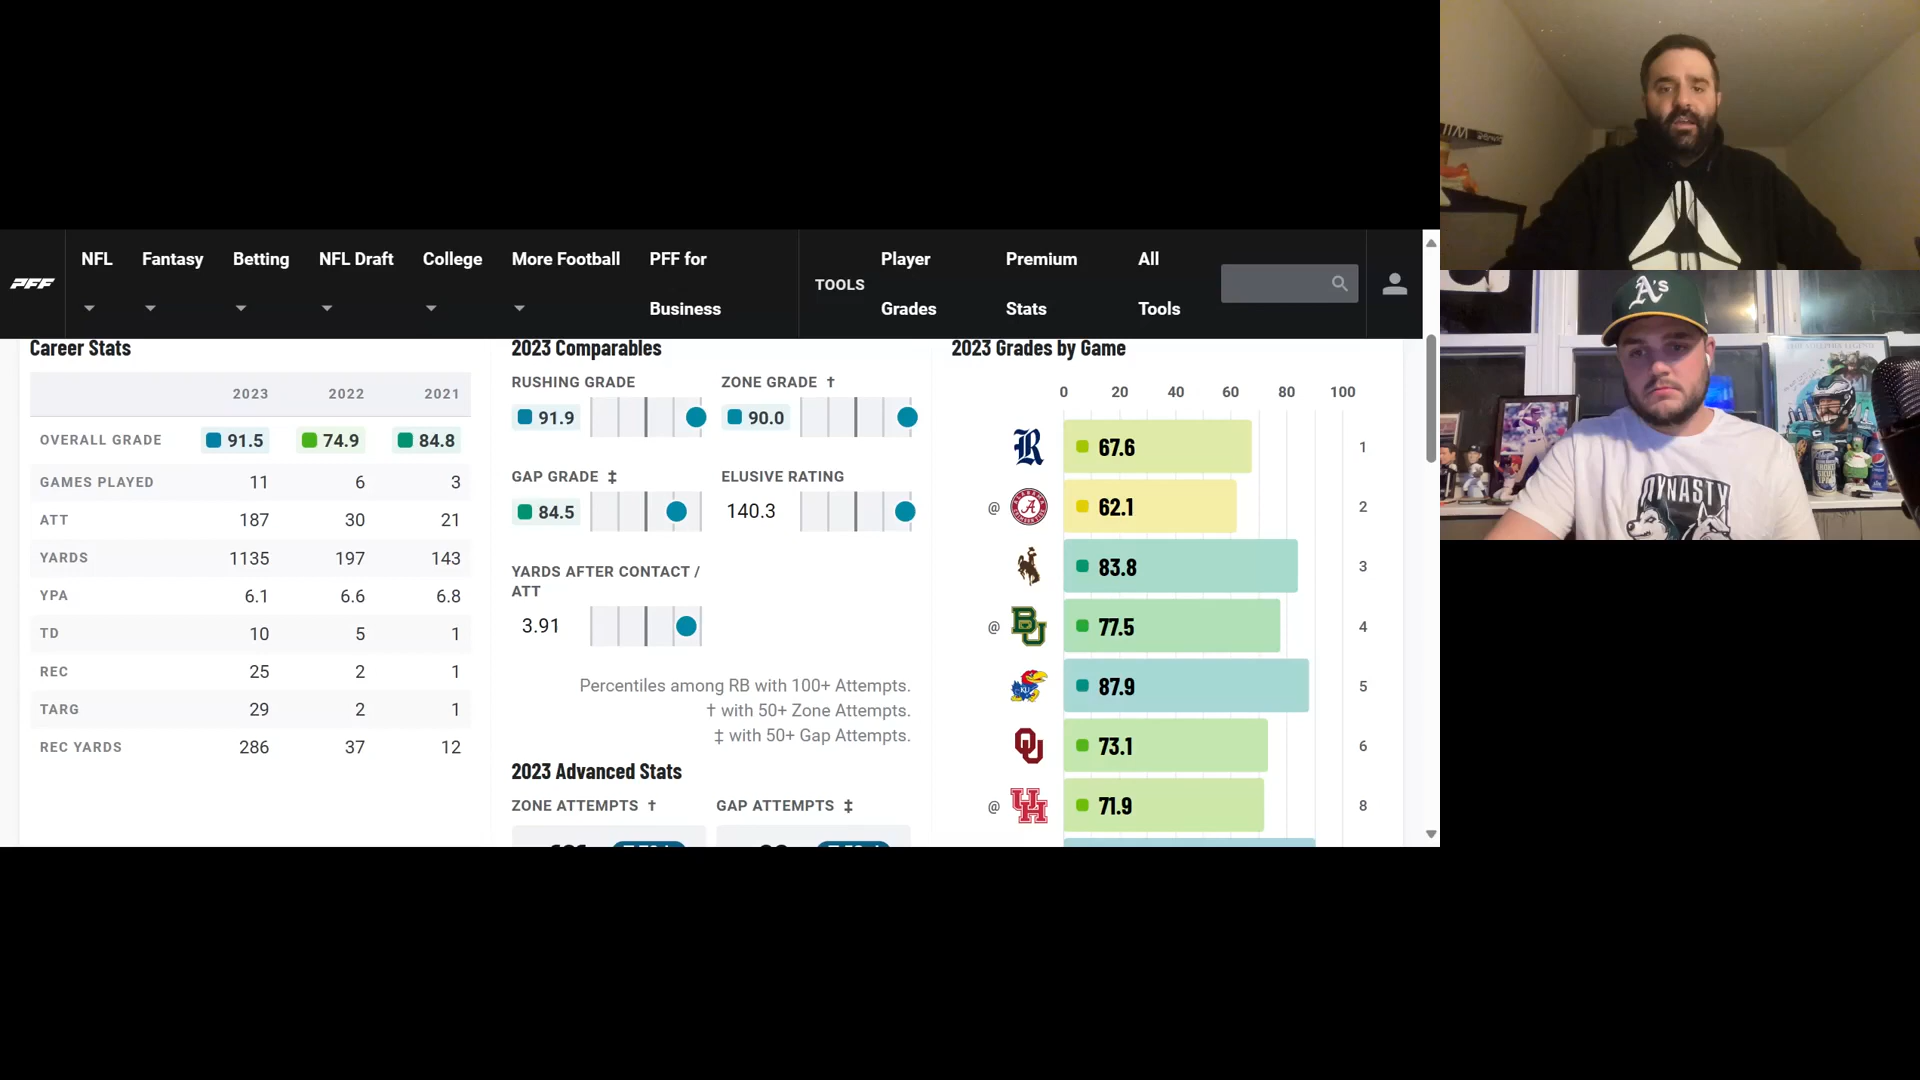 PFF
NFL
Fantasy
Betting
NFL Draft
College
More Football
PFF for
Business
TOOLS
Player
Grades
Premium
Stats
All
Tools
Career Stats
2023 2022 2021
OVERALL GRADE 91.5 74.9 84.8
GAMES PLAYED 11 6 3
ATT 187 30 21
YARDS 1135 197 143
YPA 6.1 6.6 6.8
TD 10 5 1
REC 25 2 1
TARG 29 2 1
REC YARDS 286 37 12
2023 Comparables
RUSHING GRADE
91.9
ZONE GRADE †
90.0
GAP GRADE ‡
84.5
ELUSIVE RATING
140.3
YARDS AFTER CONTACT /
ATT
3.91
Percentiles among RB with 100+ Attempts.
† with 50+ Zone Attempts.
‡ with 50+ Gap Attempts.
2023 Advanced Stats
ZONE ATTEMPTS † GAP ATTEMPTS ‡
2023 Grades by Game
0 20 40 60 80 100
R 67.6 1
@ A 62.1 2
83.8 3
@ BU 77.5 4
KU 87.9 5
OU 73.1 6
@ UH 71.9 8
A's
DYNASTY